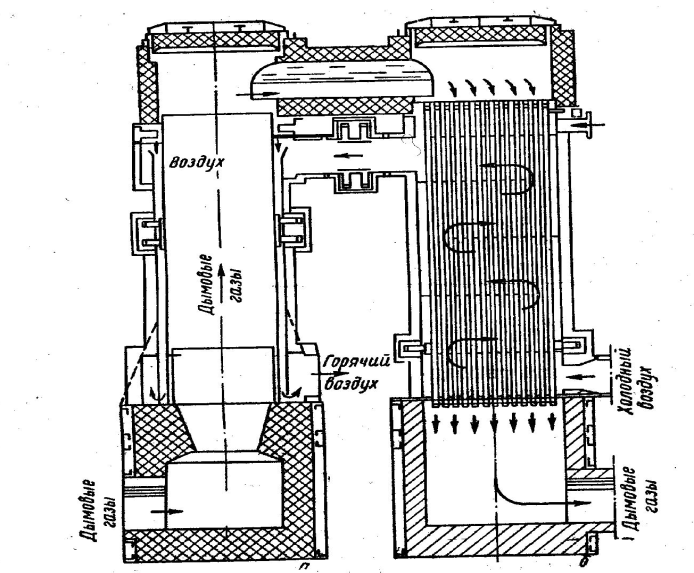 Воздух
Дымовые
газы
Горячий
воздух
Холодный
воздух
Дымовые
газы
Дымовые
газы